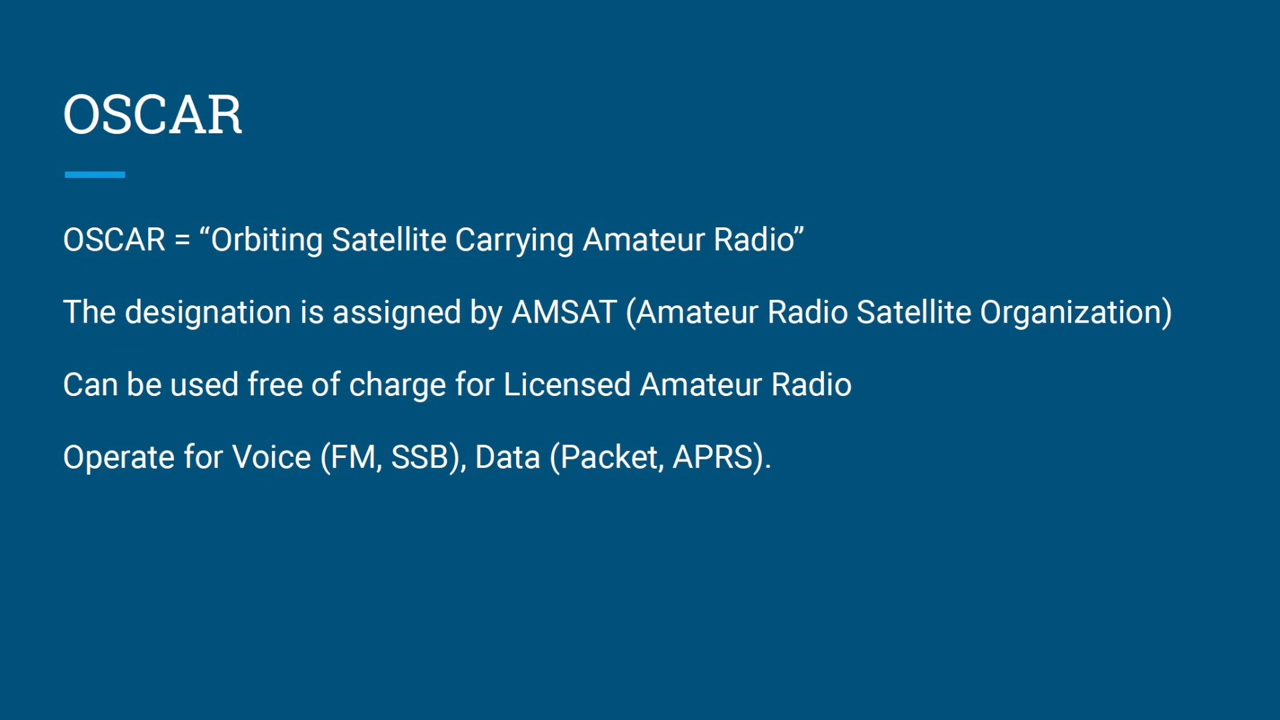 OSCAR
OSCAR = “Orbiting Satellite Carrying Amateur Radio”
The designation is assigned by AMSAT (Amateur Radio Satellite Organization)
Can be used free of charge for Licensed Amateur Radio
Operate for Voice (FM, SSB), Data (Packet, APRS).